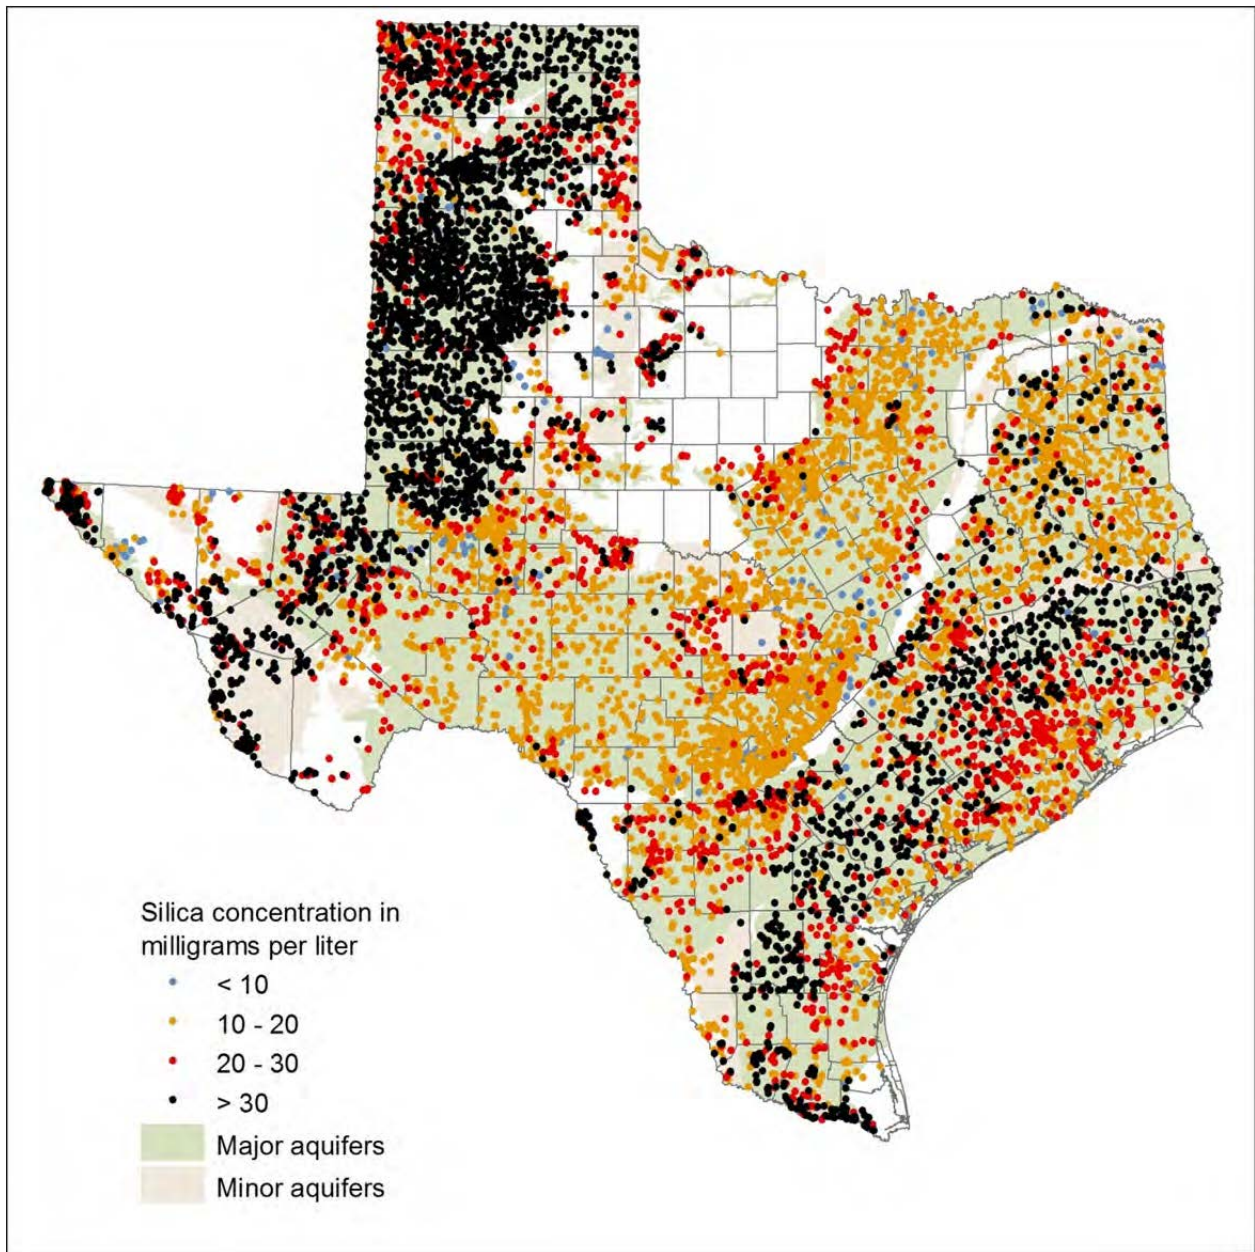 Silica concentration in
milligrams per liter
< 10
10 - 20
20 - 30
> 30
Major aquifers
Minor aquifers